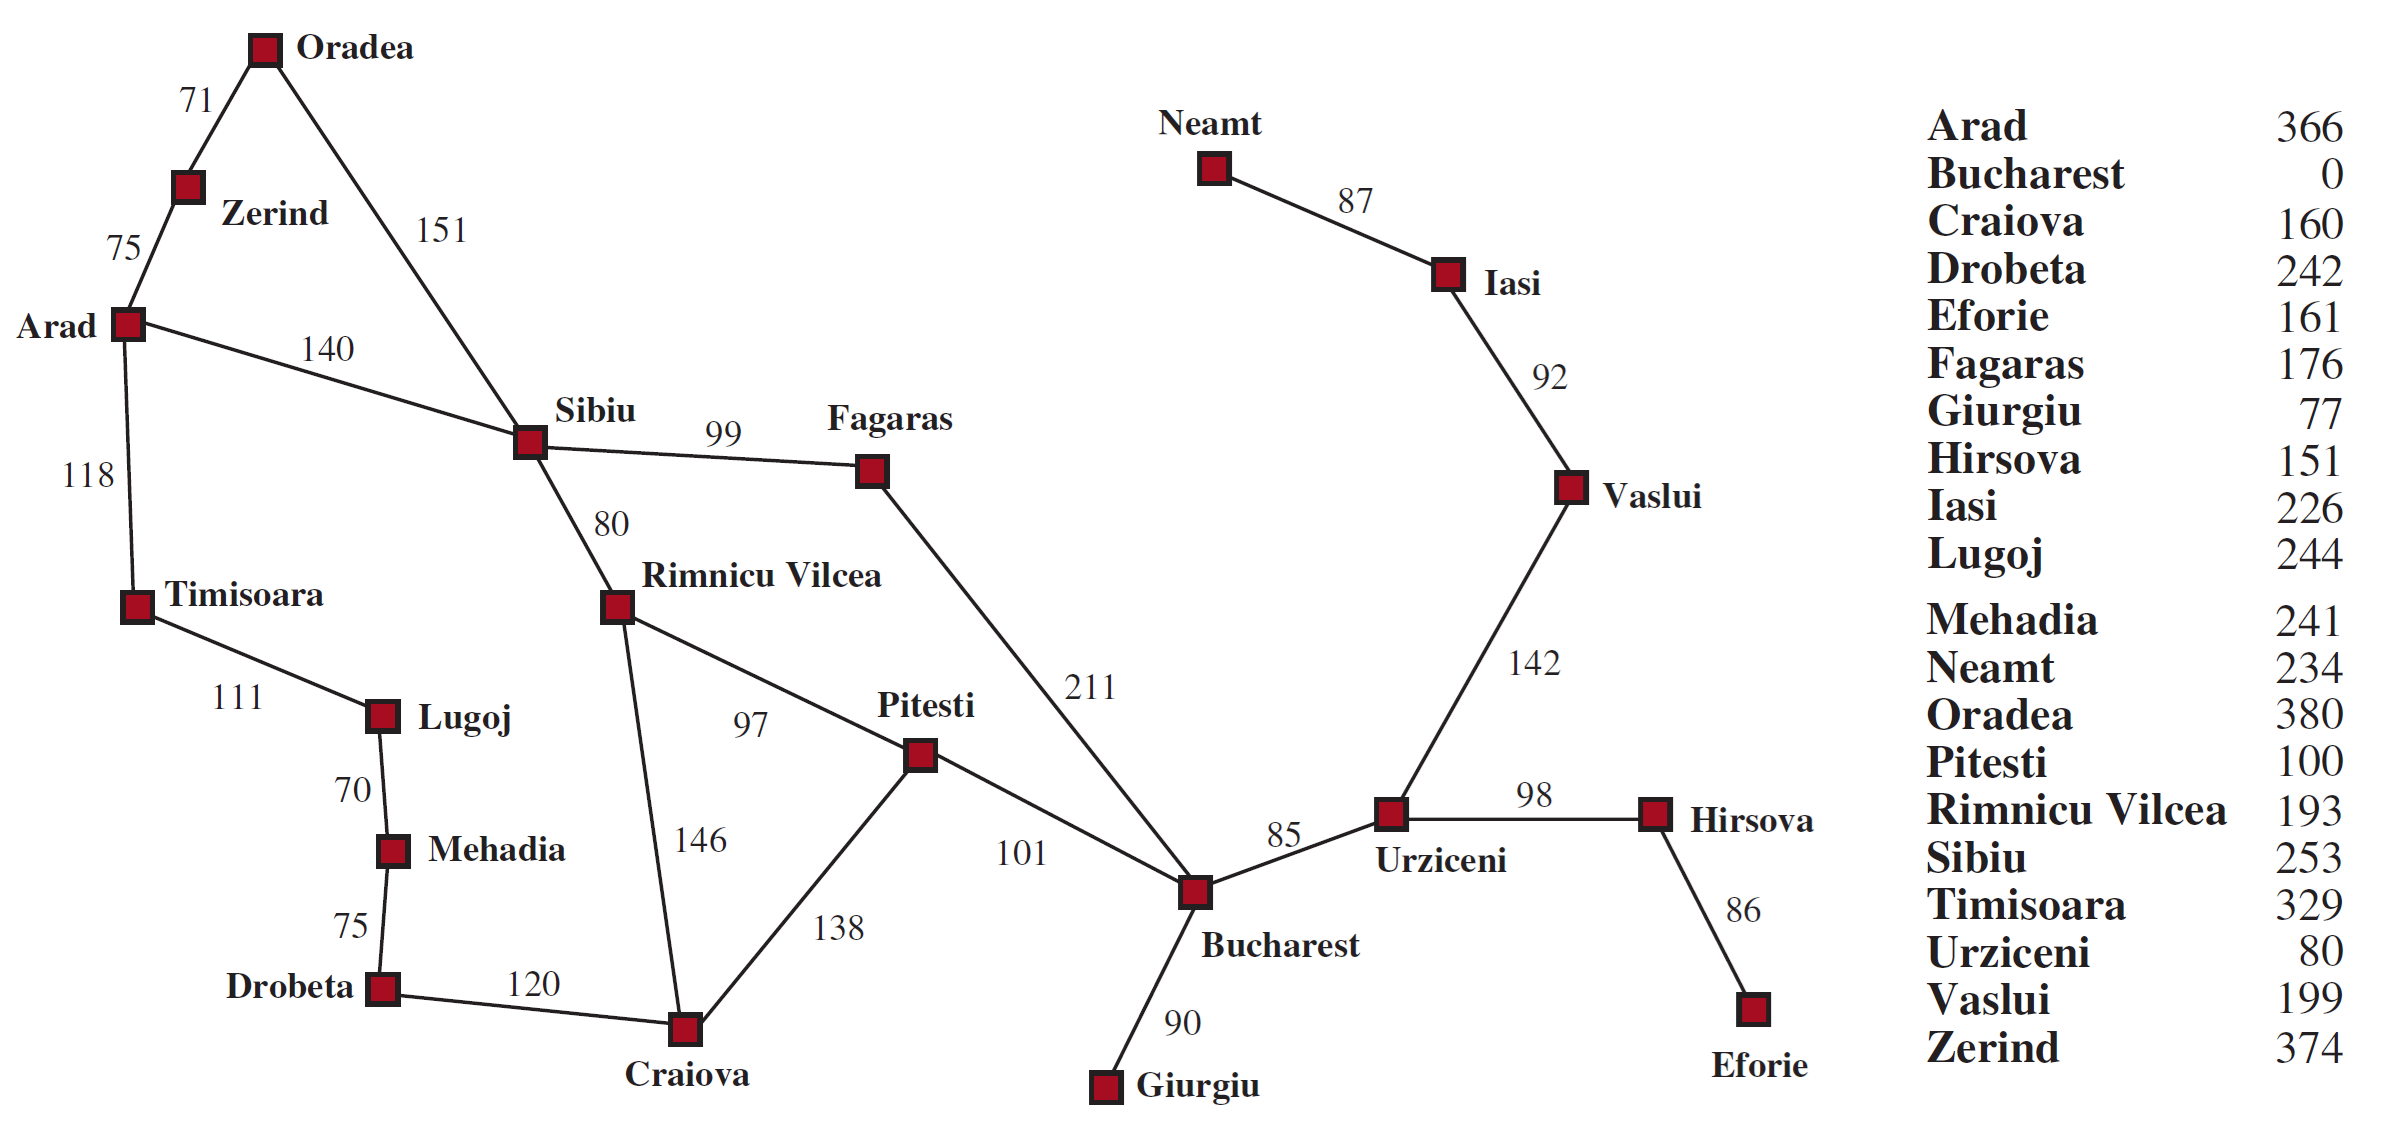 Oradea
71
Neamt
Zerind
87
151
75
Iasi
Arad
140
92
Sibiu
Fagaras
99
118
Vaslui
80
Rimnicu Vilcea
Timisoara
142
211
111
Lugoj
Pitesti
97
70
98
Mehadia
146
101
85
Hirsova
Urziceni
75
138
86
Bucharest
Drobeta
120
90
Craiova
Giurgiu
Eforie
Arad 366
Bucharest 0
Craiova 160
Drobeta 242
Eforie 161
Fagaras 176
Giurgiu 77
Hirsova 151
Iasi 226
Lugoj 244
Mehadia 241
Neamt 234
Oradea 380
Pitesti 100
Rimnicu Vilcea 193
Sibiu 253
Timisoara 329
Urziceni 80
Vaslui 199
Zerind 374